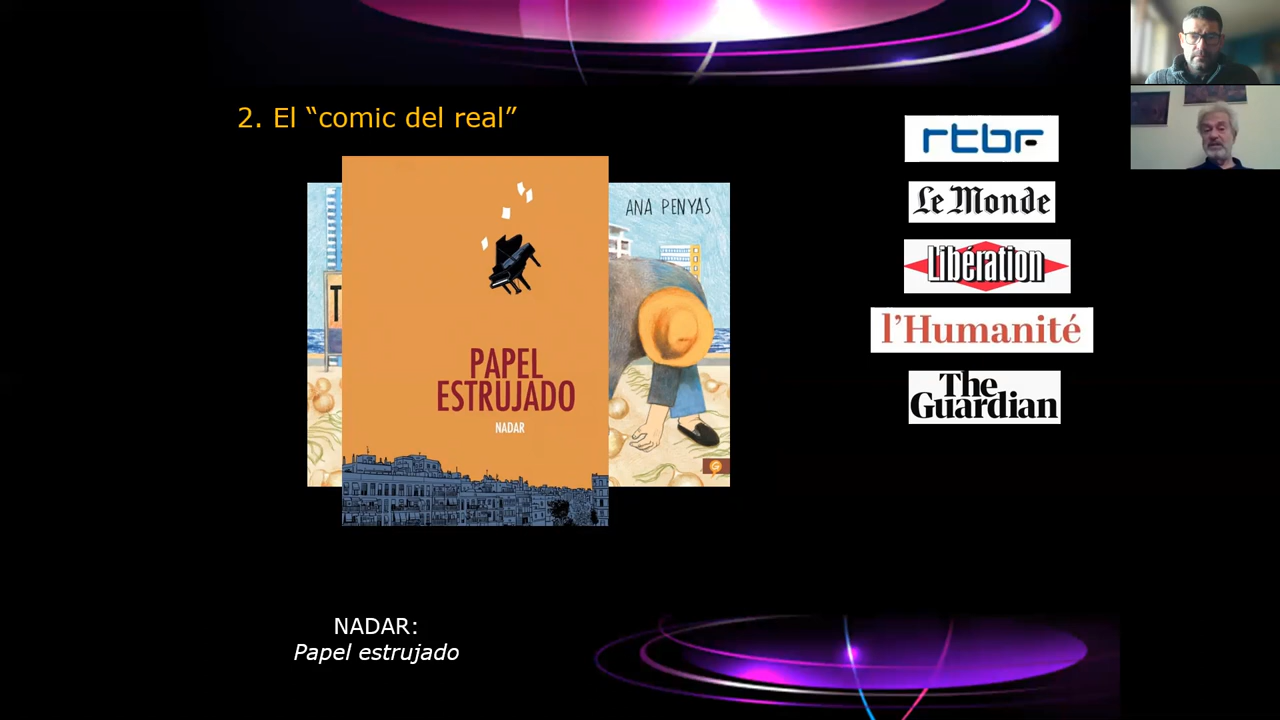 2. El “comic del real”
T
ANA PENYAS
PAPEL
ESTRUJADO
NADAR
NADAR:
Papel estrujado
rtbf
Le Monde
Libération
l'Humanité
The
Guardian